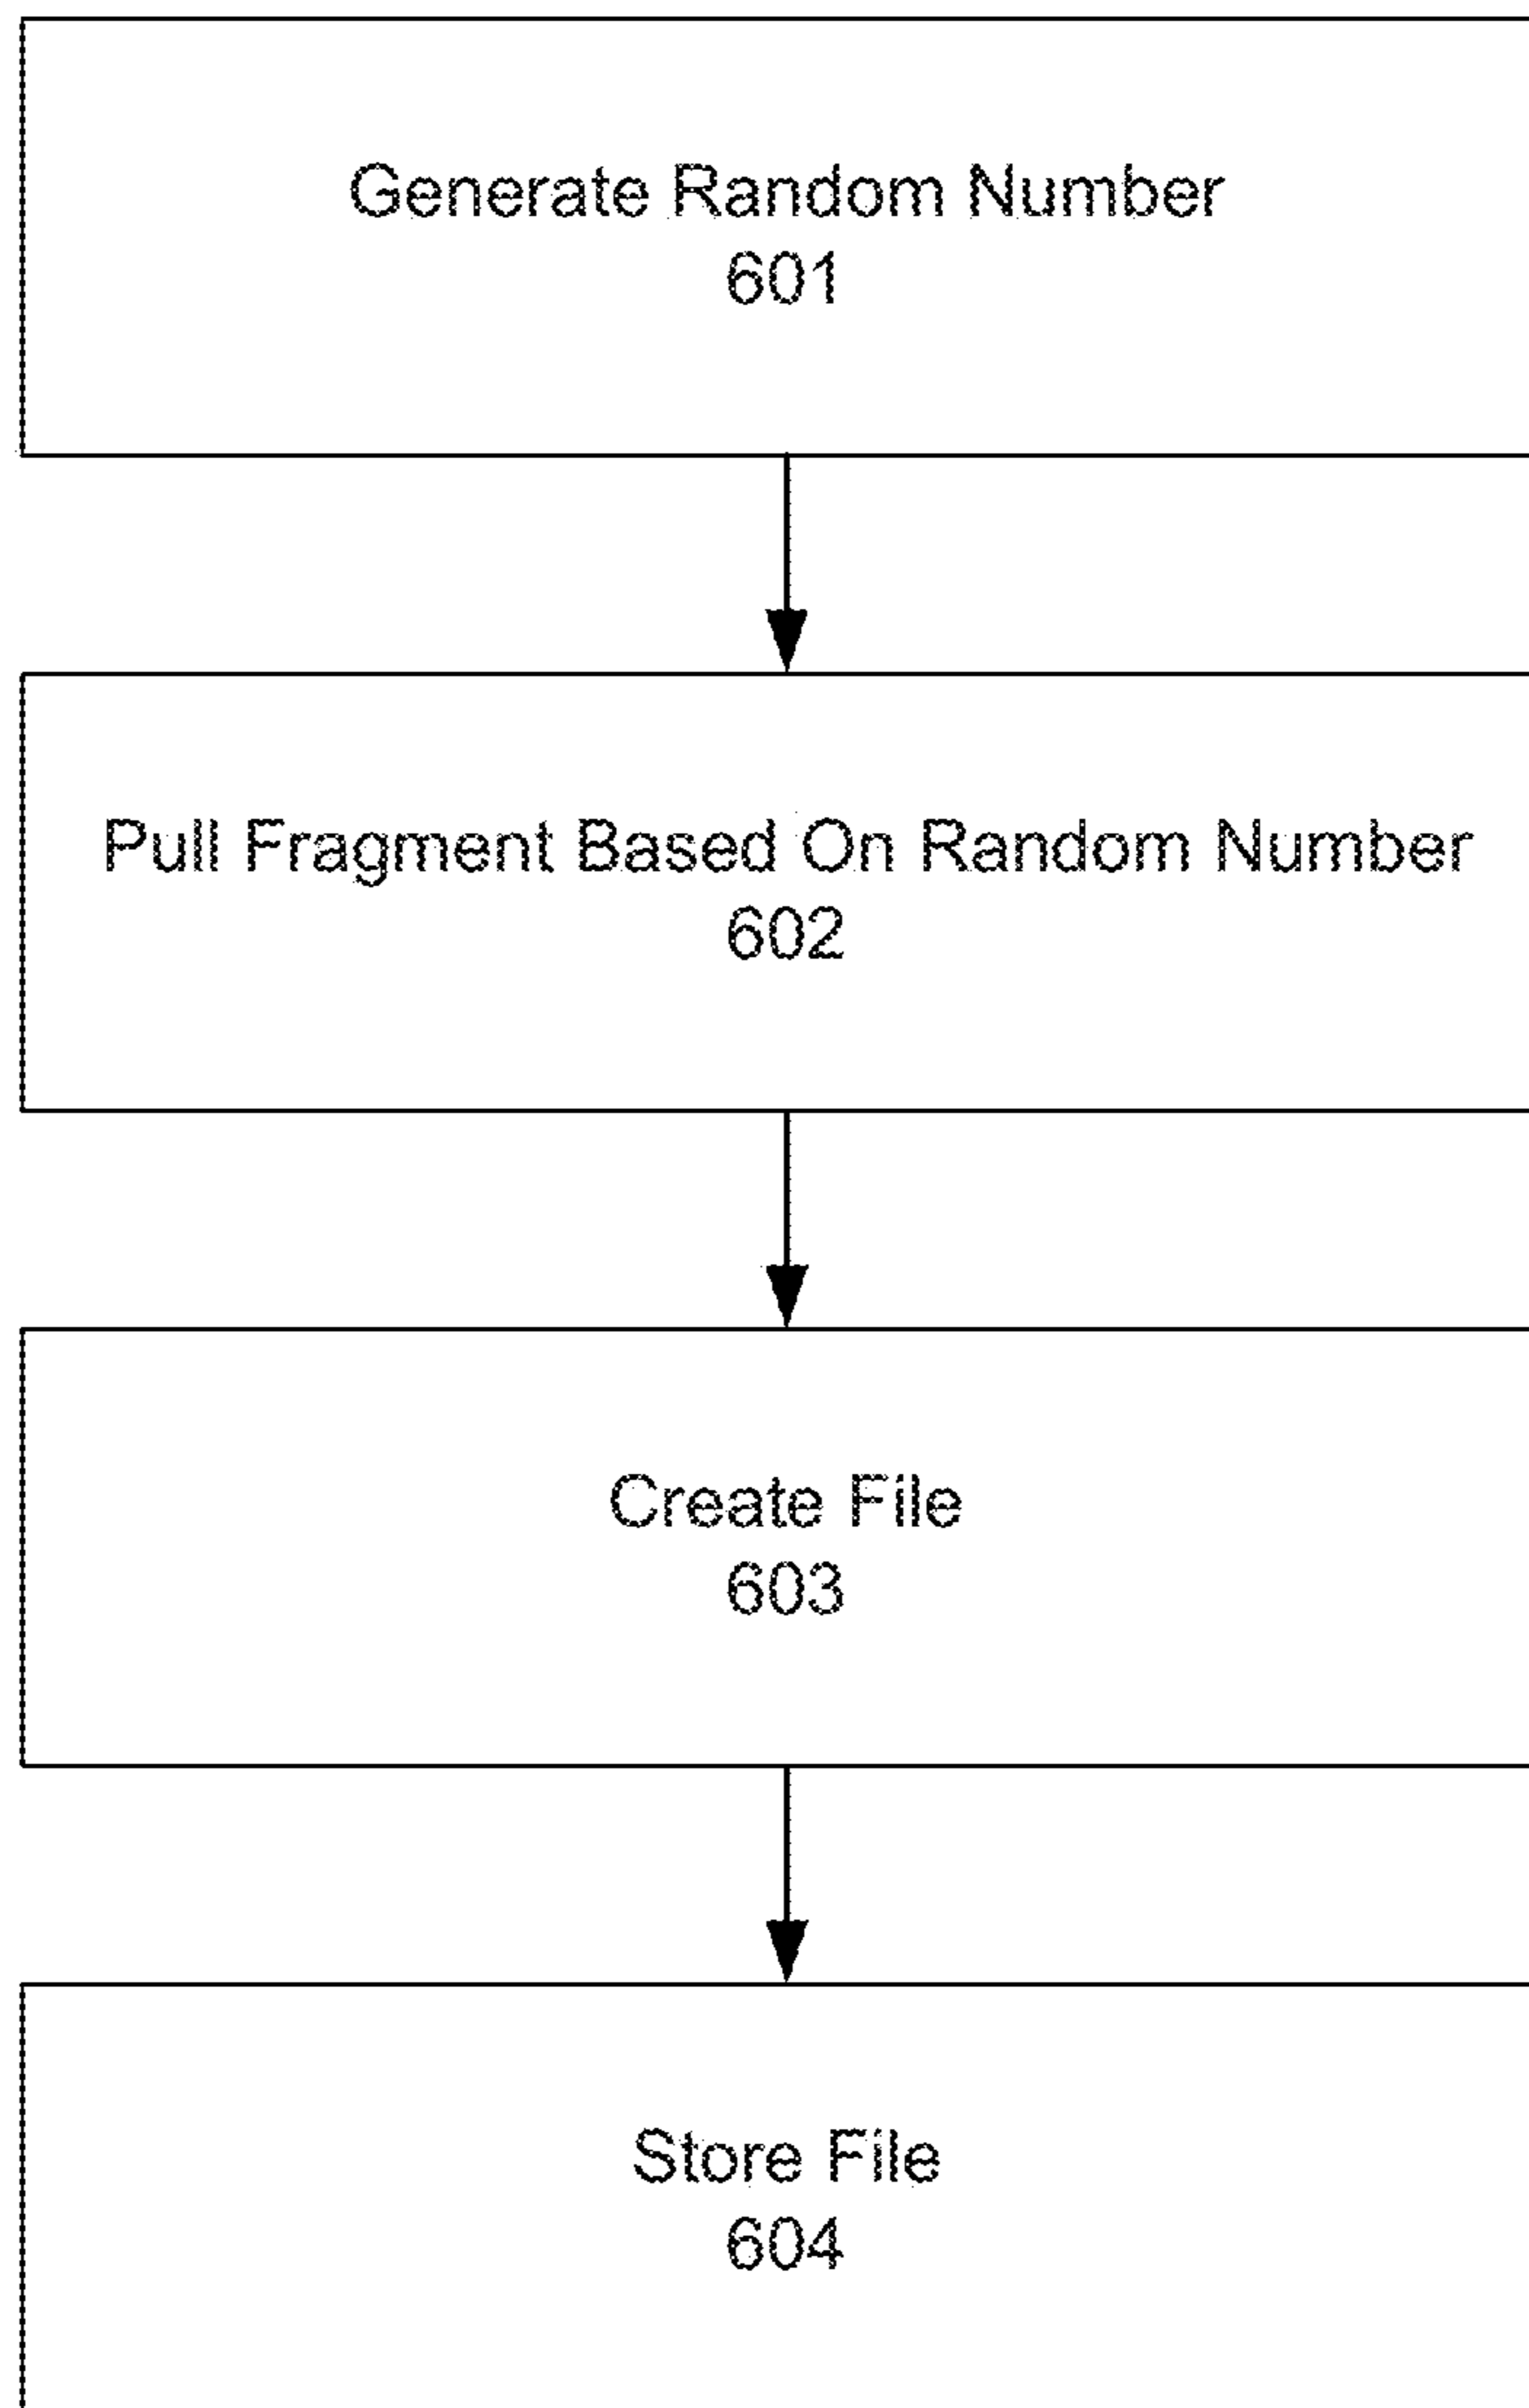 Generate Random Number
601
Pull Fragment Based On Random Number
602
Create File
603
Store File
604